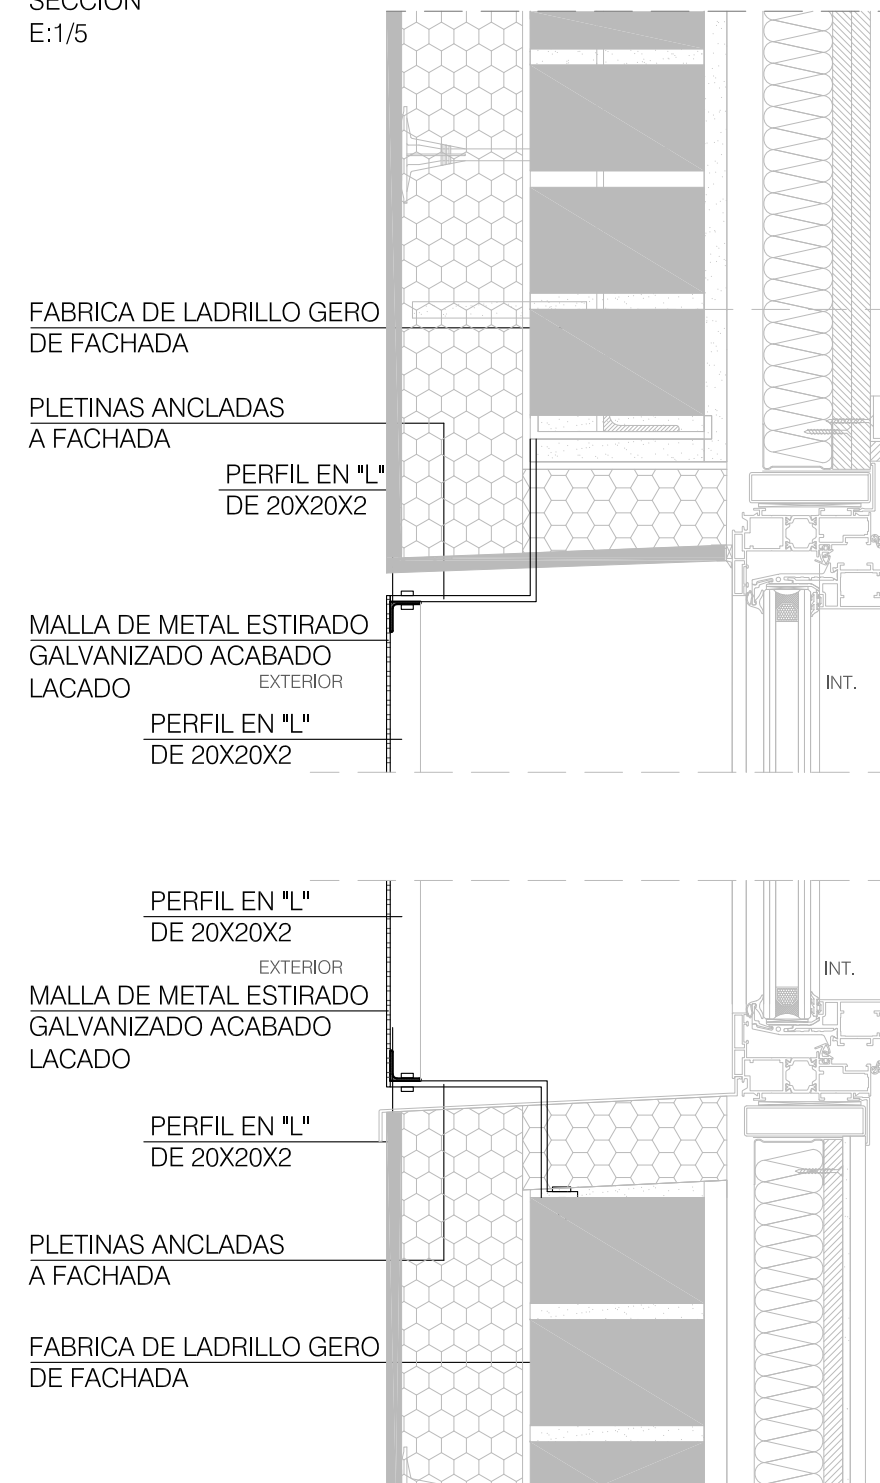 SECCIÓN
E:1/5
FABRICA DE LADRILLO GERO
DE FACHADA
PLETINAS ANCLADAS
A FACHADA
PERFIL EN "L"
DE 20X20X2
MALLA DE METAL ESTIRADO
GALVANIZADO ACABADO
LACADO
EXTERIOR
INT.
PERFIL EN "L"
DE 20X20X2
PERFIL EN "L"
DE 20X20X2
EXTERIOR
INT.
MALLA DE METAL ESTIRADO
GALVANIZADO ACABADO
LACADO
PERFIL EN "L"
DE 20X20X2
PLETINAS ANCLADAS
A FACHADA
FABRICA DE LADRILLO GERO
DE FACHADA